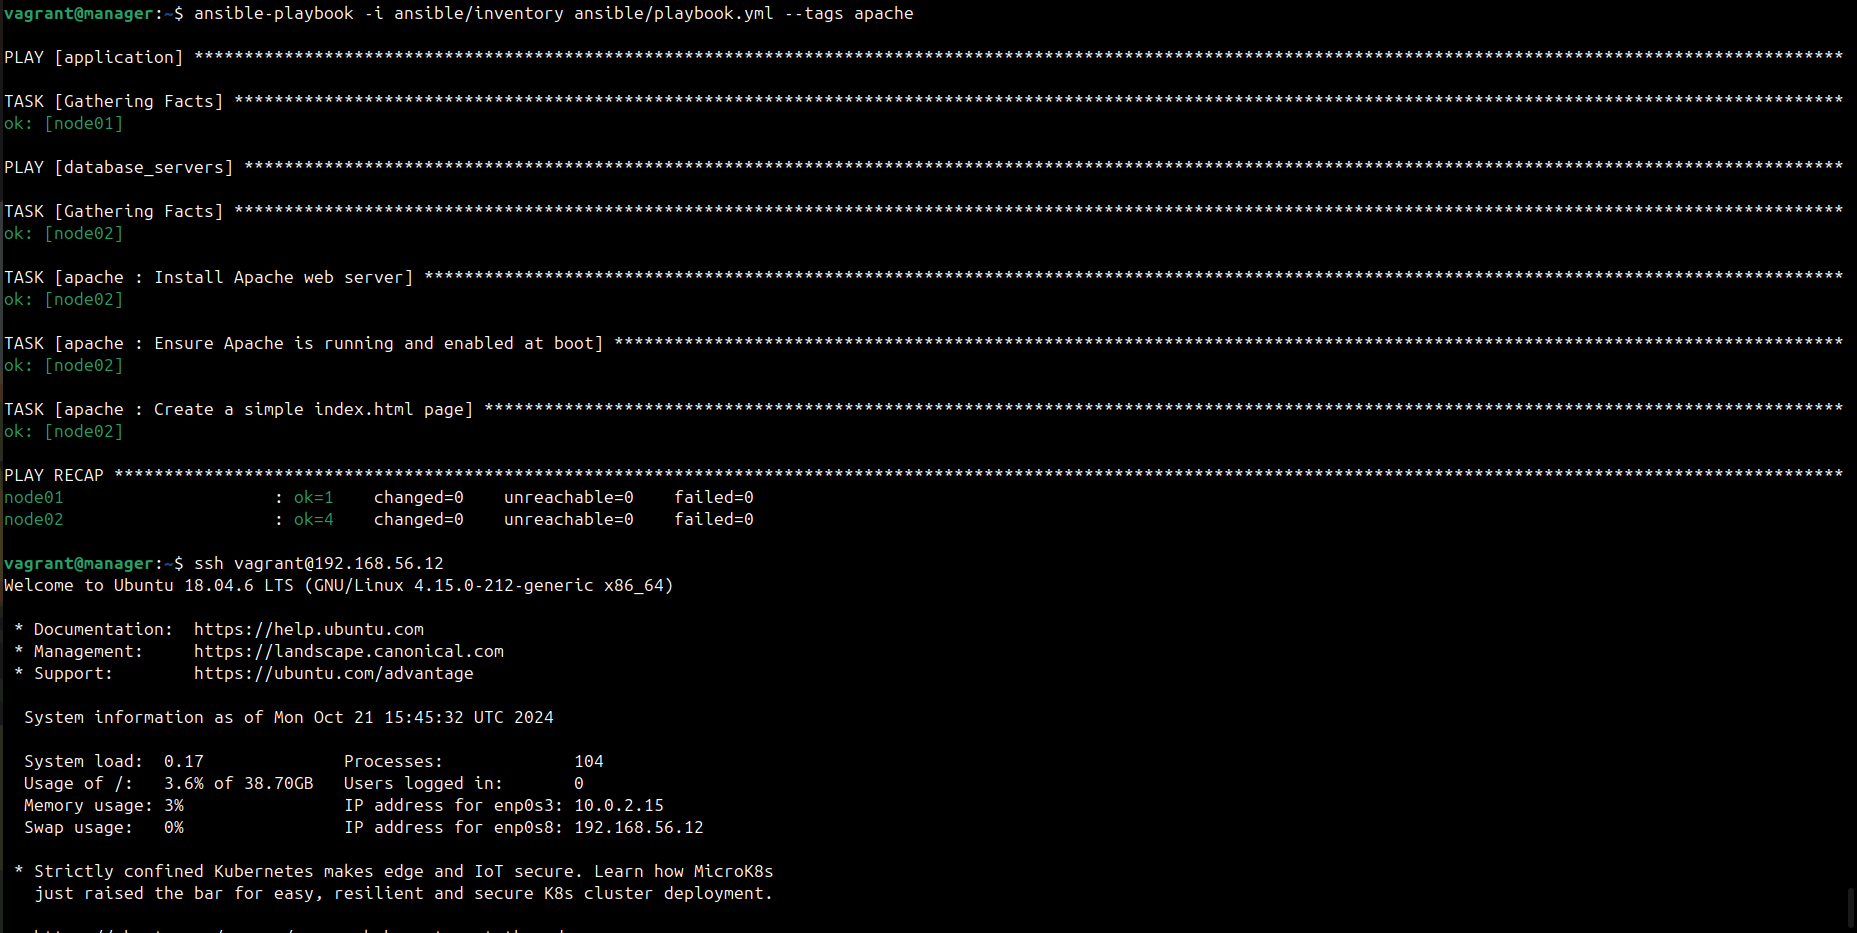 vagrant@manager:~$ ansible-playbook -i ansible/inventory ansible/playbook.yml --tags apache
PLAY [application] *********************************************************************************************************************************************************************
TASK [Gathering Facts] *****************************************************************************************************************************************************************
ok: [node01]
PLAY [database_servers] ****************************************************************************************************************************************************************
TASK [Gathering Facts] *****************************************************************************************************************************************************************
ok: [node02]
TASK [apache : Install Apache web server] **********************************************************************************************************************************************
ok: [node02]
TASK [apache : Ensure Apache is running and enabled at boot] ***************************************************************************************************************************
ok: [node02]
TASK [apache : Create a simple index.html page] ****************************************************************************************************************************************
ok: [node02]
PLAY RECAP *****************************************************************************************************************************************************************************
node01                     : ok=1    changed=0    unreachable=0    failed=0
node02                     : ok=4    changed=0    unreachable=0    failed=0
vagrant@manager:~$ ssh vagrant@192.168.56.12
Welcome to Ubuntu 18.04.6 LTS (GNU/Linux 4.15.0-212-generic x86_64)
 * Documentation:  https://help.ubuntu.com
 * Management:     https://landscape.canonical.com
 * Support:        https://ubuntu.com/advantage
  System information as of Mon Oct 21 15:45:32 UTC 2024
  System load:  0.17              Processes:             104
  Usage of /:   3.6% of 38.70GB   Users logged in:       0
  Memory usage: 3%                IP address for enp0s3: 10.0.2.15
  Swap usage:   0%                IP address for enp0s8: 192.168.56.12
 * Strictly confined Kubernetes makes edge and IoT secure. Learn how MicroK8s
   just raised the bar for easy, resilient and secure K8s cluster deployment.